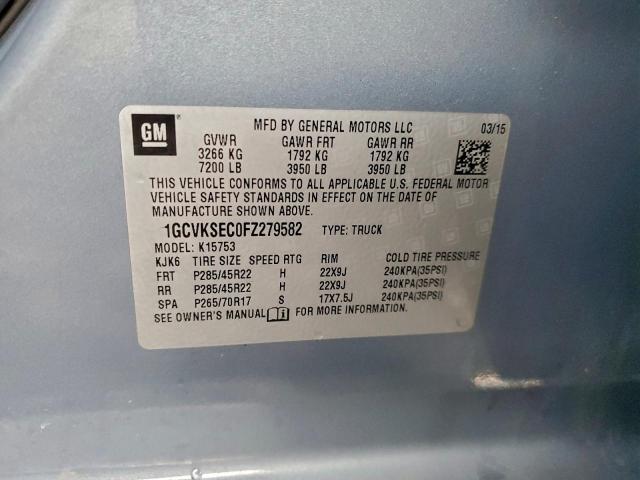 GM
MFD BY GENERAL MOTORS LLC 03/15
GVWR GAWR FRT GAWR RR
3266 KG 1792 KG 1792 KG
7200 LB 3950 LB 3950 LB
THIS VEHICLE CONFORMS TO ALL APPLICABLE U.S. FEDERAL MOTOR
VEHICLE SAFETY STANDARDS IN EFFECT ON THE DATE OF
MANUFACTURE SHOWN ABOVE.
1GCVKSEC0FZ279582 TYPE: TRUCK
MODEL: K15753
KJK6 TIRE SIZE SPEED RTG RIM COLD TIRE PRESSURE
FRT P285/45R22 H 22X9J 240KPA(35PSI)
RR P285/45R22 H 22X9J 240KPA(35PSI)
SPA P265/70R17 S 17X7.5J 240KPA(35PSI)
SEE OWNER'S MANUAL FOR MORE INFORMATION.